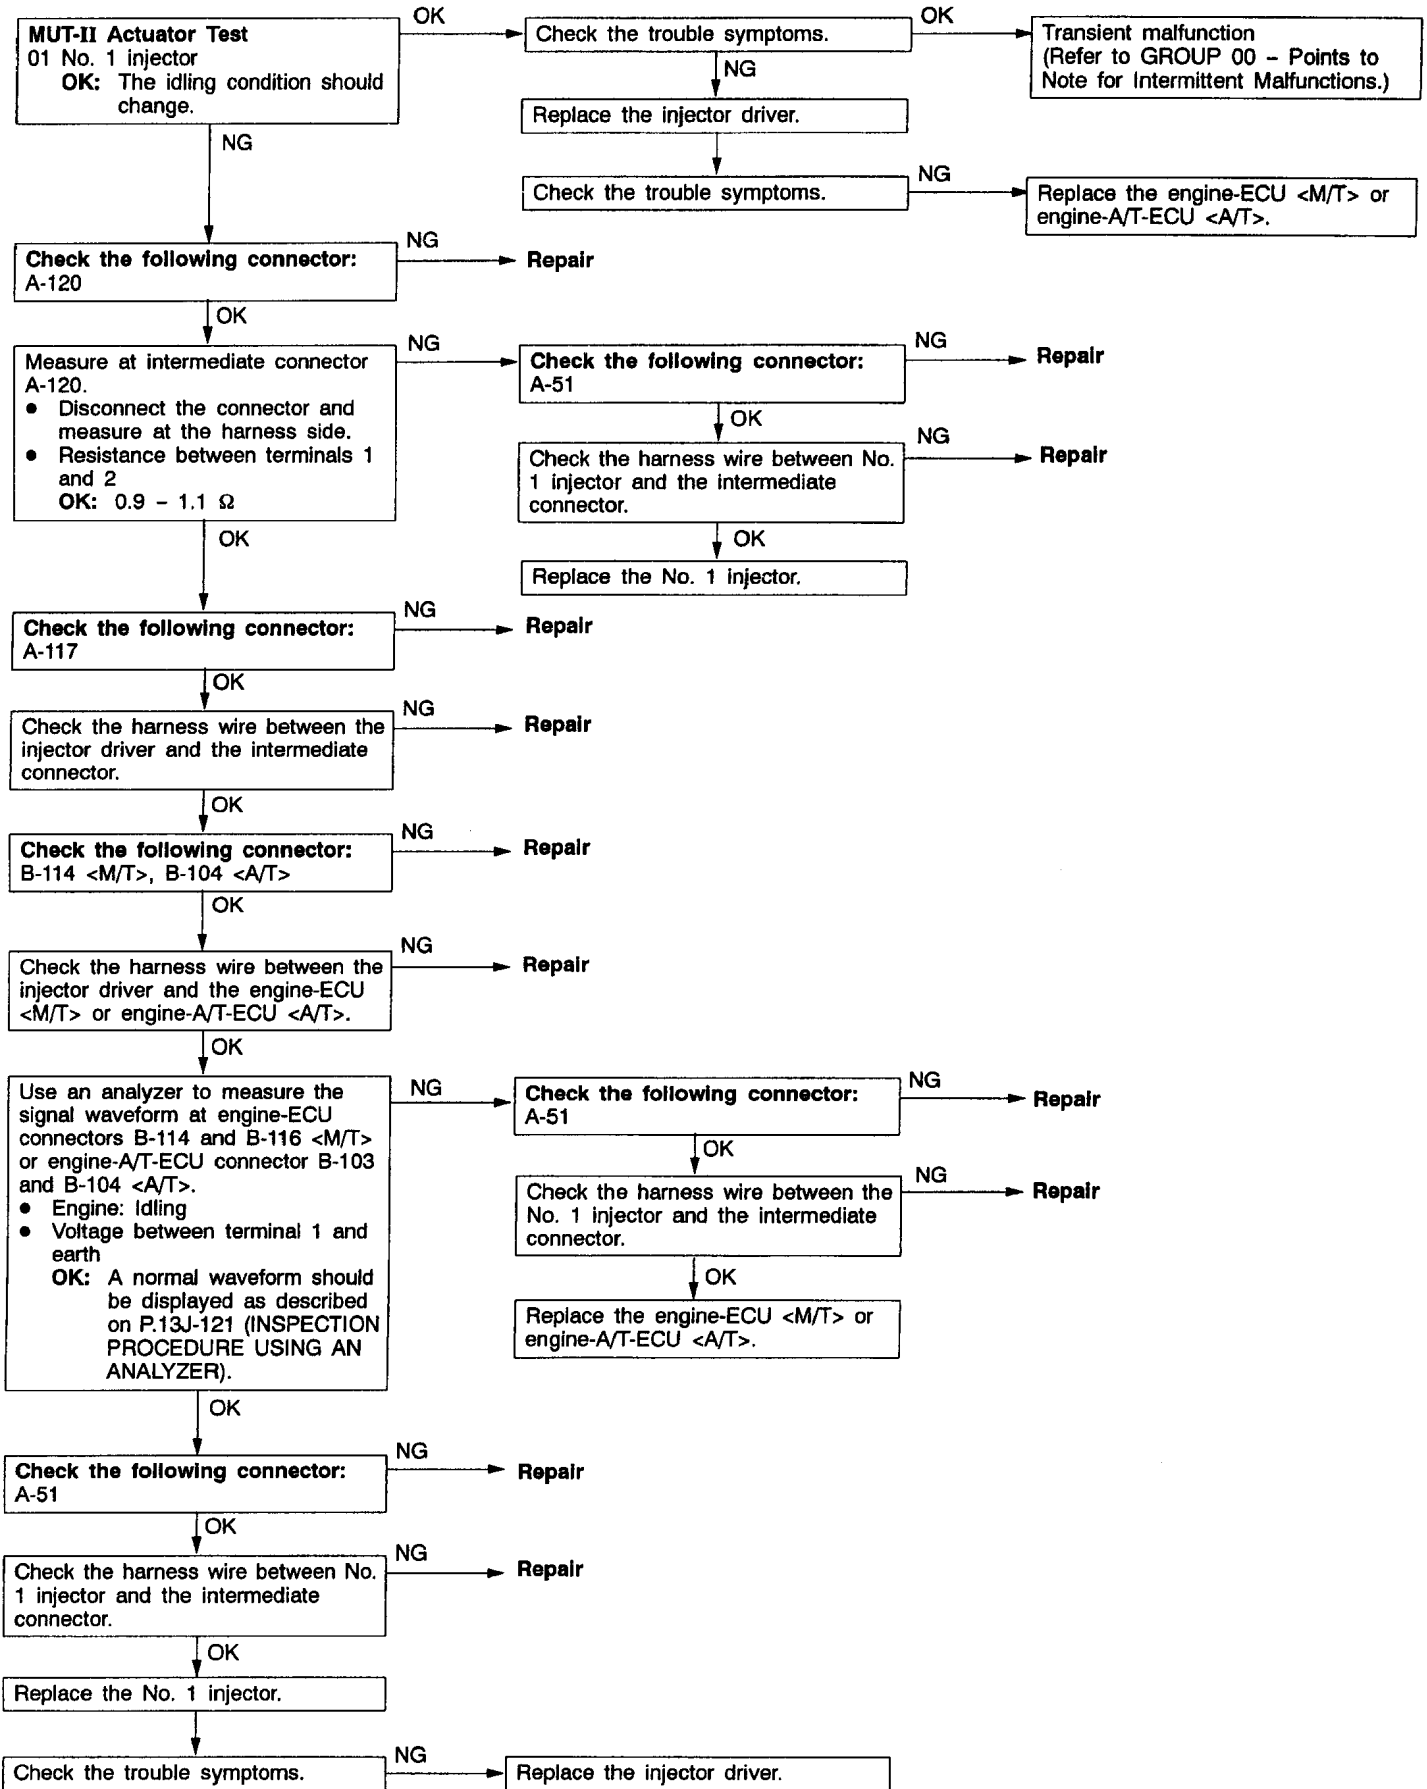 OK
OK
MUT-II Actuator Test
01 No. 1 injector
OK: The idling condition should
change.
Check the trouble symptoms.
Transient malfunction
(Refer to GROUP 00 – Points to
Note for Intermittent Malfunctions.)
NG
Replace the injector driver.
NG
Check the trouble symptoms.
NG
Replace the engine-ECU <M/T> or
engine-A/T-ECU <A/T>.
Check the following connector:
A-120
NG
Repair
OK
Measure at intermediate connector
A-120.
● Disconnect the connector and
measure at the harness side.
● Resistance between terminals 1
and 2
OK: 0.9 – 1.1 Ω
NG
Check the following connector:
A-51
NG
Repair
OK
Check the harness wire between No.
1 injector and the intermediate
connector.
NG
Repair
OK
Replace the No. 1 injector.
OK
Check the following connector:
A-117
NG
Repair
OK
Check the harness wire between the
injector driver and the intermediate
connector.
NG
Repair
OK
Check the following connector:
B-114 <M/T>, B-104 <A/T>
NG
Repair
OK
Check the harness wire between the
injector driver and the engine-ECU
<M/T> or engine-A/T-ECU <A/T>.
NG
Repair
OK
Use an analyzer to measure the
signal waveform at engine-ECU
connectors B-114 and B-116 <M/T>
or engine-A/T-ECU connector B-103
and B-104 <A/T>.
● Engine: Idling
● Voltage between terminal 1 and
earth
OK: A normal waveform should
be displayed as described
on P.13J-121 (INSPECTION
PROCEDURE USING AN
ANALYZER).
NG
Check the following connector:
A-51
NG
Repair
OK
Check the harness wire between the
No. 1 injector and the intermediate
connector.
NG
Repair
OK
Replace the engine-ECU <M/T> or
engine-A/T-ECU <A/T>.
OK
Check the following connector:
A-51
NG
Repair
OK
Check the harness wire between No.
1 injector and the intermediate
connector.
NG
Repair
OK
Replace the No. 1 injector.
Check the trouble symptoms.
NG
Replace the injector driver.